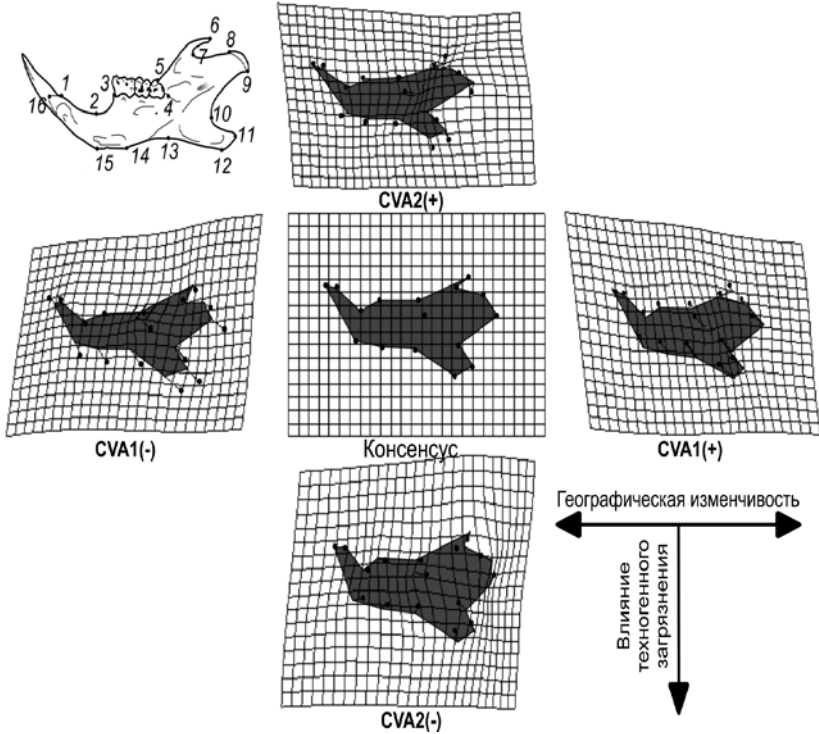 6
7
8
5
1
3
9
16
2
4
10
11
15
14
13
12
CVA2(+)
CVA1(-)
Консенсус
CVA1(+)
Географическая изменчивость
Влияние
техногенного
загрязнения
CVA2(-)